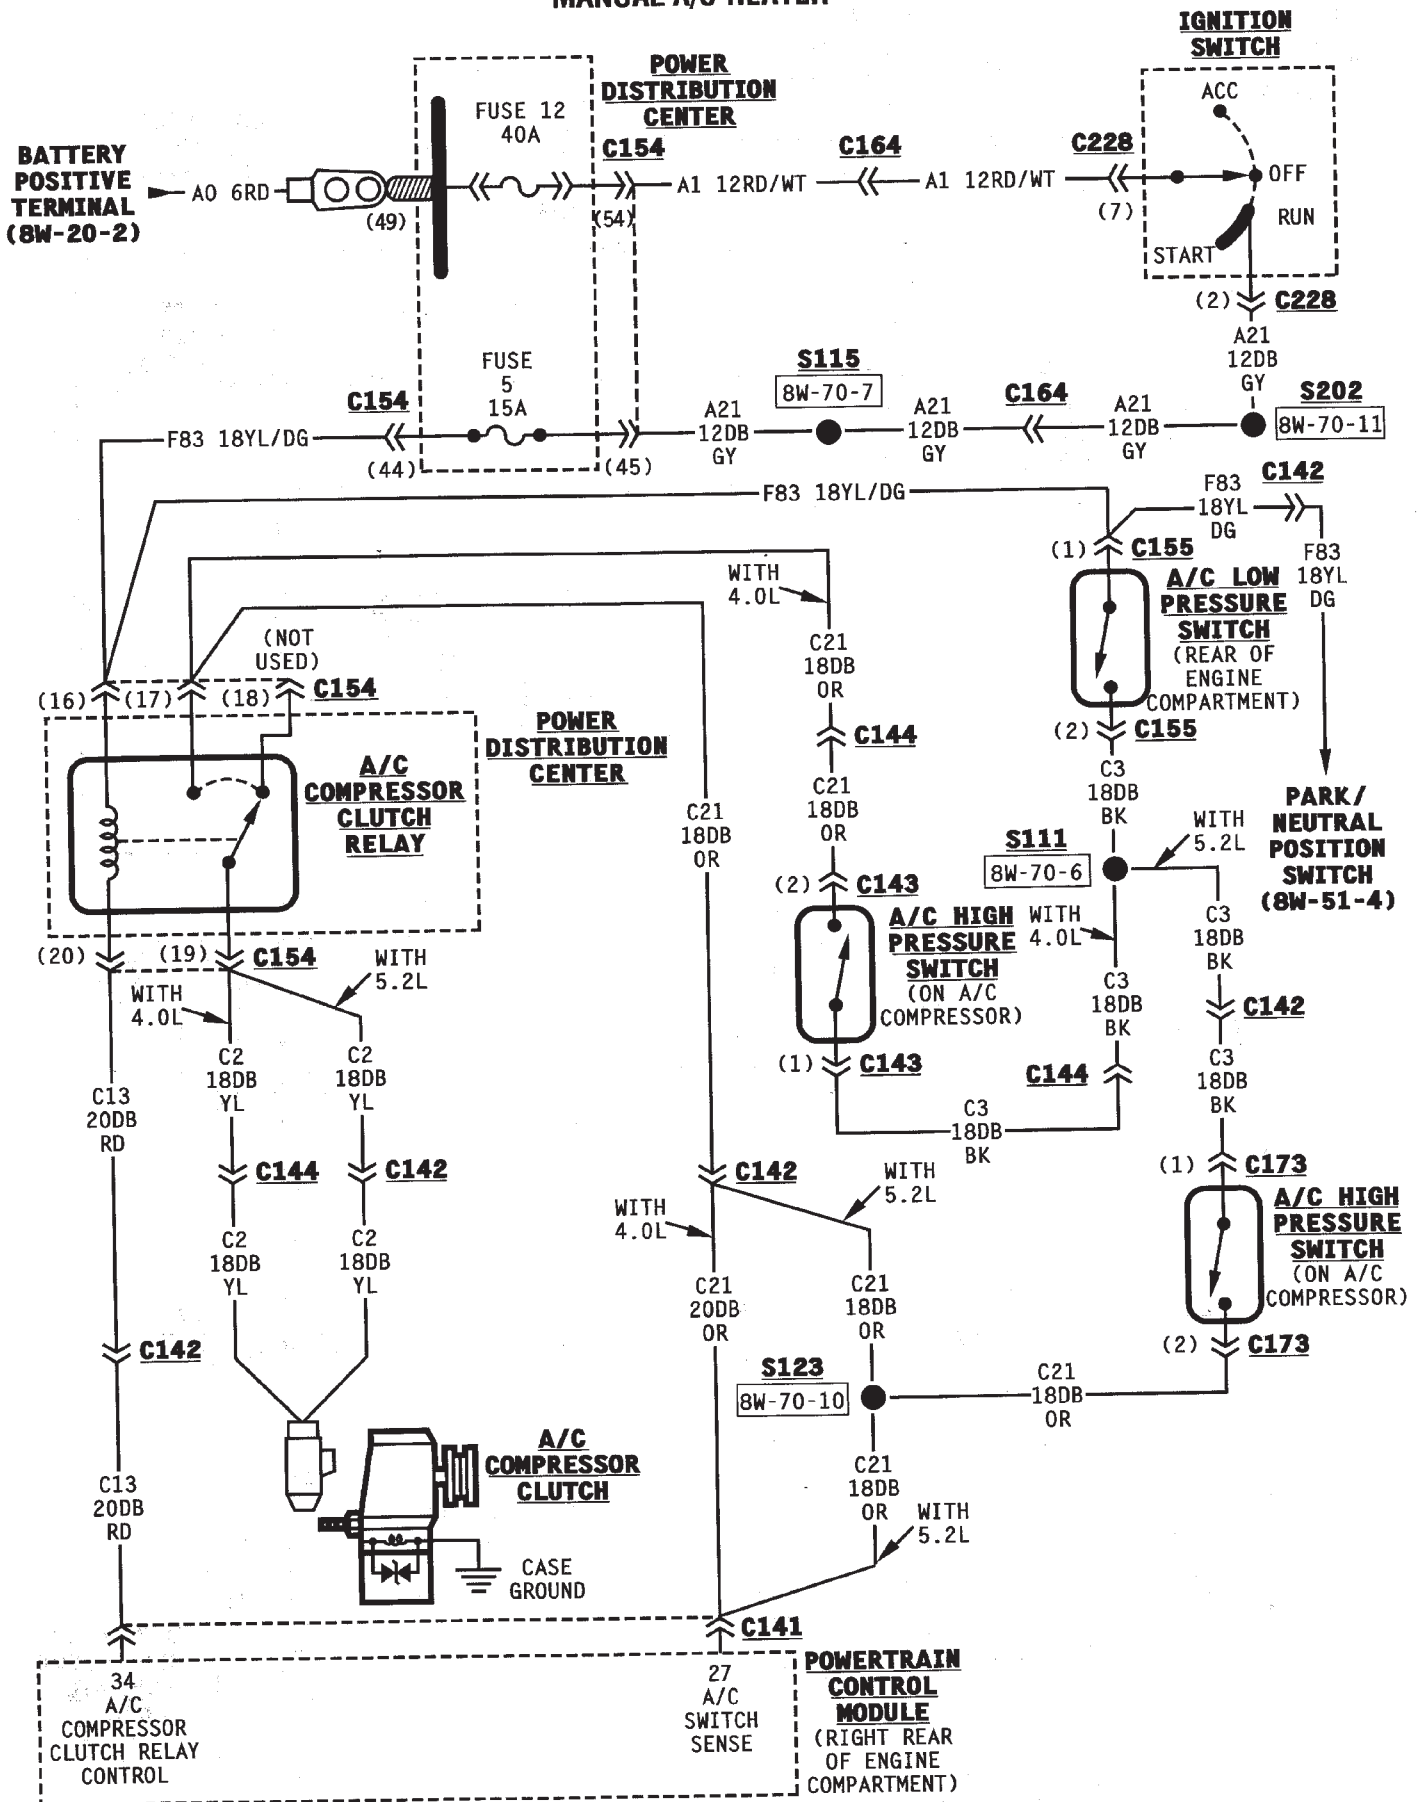 MANUAL A/C HEATER
IGNITION
SWITCH
ACC
OFF
RUN
START
POWER
DISTRIBUTION
CENTER
FUSE 12
40A
C154
C164
C228
BATTERY
POSITIVE
TERMINAL
(8W-20-2)
A0 6RD
(49)
(54)
A1 12RD/WT
A1 12RD/WT
(7)
(2)
C228
A21
12DB
GY
S202
8W-70-11
FUSE
5
15A
C154
F83 18YL/DG
(44)
(45)
A21
12DB
GY
S115
8W-70-7
A21
12DB
GY
C164
A21
12DB
GY
F83 18YL/DG
F83
18YL
DG
C142
F83
18YL
DG
(1)
C155
WITH
4.0L
A/C LOW
PRESSURE
SWITCH
(REAR OF
ENGINE
COMPARTMENT)
(NOT
USED)
(16)
(17)
(18)
C154
C21
18DB
OR
C144
(2)
C155
POWER
DISTRIBUTION
CENTER
A/C
COMPRESSOR
CLUTCH
RELAY
C21
18DB
OR
C21
18DB
OR
C3
18DB
BK
PARK/
NEUTRAL
POSITION
SWITCH
(8W-51-4)
S111
8W-70-6
WITH
5.2L
(2)
C143
A/C HIGH
PRESSURE
SWITCH
(ON A/C
COMPRESSOR)
WITH
4.0L
C3
18DB
BK
(20)
(19)
C154
WITH
5.2L
WITH
4.0L
C3
18DB
BK
C142
C2
18DB
YL
C2
18DB
YL
(1)
C143
C144
C3
18DB
BK
C13
20DB
RD
C3
18DB
BK
C144
C142
C142
WITH
5.2L
(1)
C173
WITH
4.0L
A/C HIGH
PRESSURE
SWITCH
(ON A/C
COMPRESSOR)
C2
18DB
YL
C2
18DB
YL
C21
20DB
OR
C21
18DB
OR
C142
(2)
C173
S123
8W-70-10
C21
18DB
OR
A/C
COMPRESSOR
CLUTCH
C13
20DB
RD
C21
18DB
OR
WITH
5.2L
CASE
GROUND
C141
34
A/C
COMPRESSOR
CLUTCH RELAY
CONTROL
27
A/C
SWITCH
SENSE
POWERTRAIN
CONTROL
MODULE
(RIGHT REAR
OF ENGINE
COMPARTMENT)